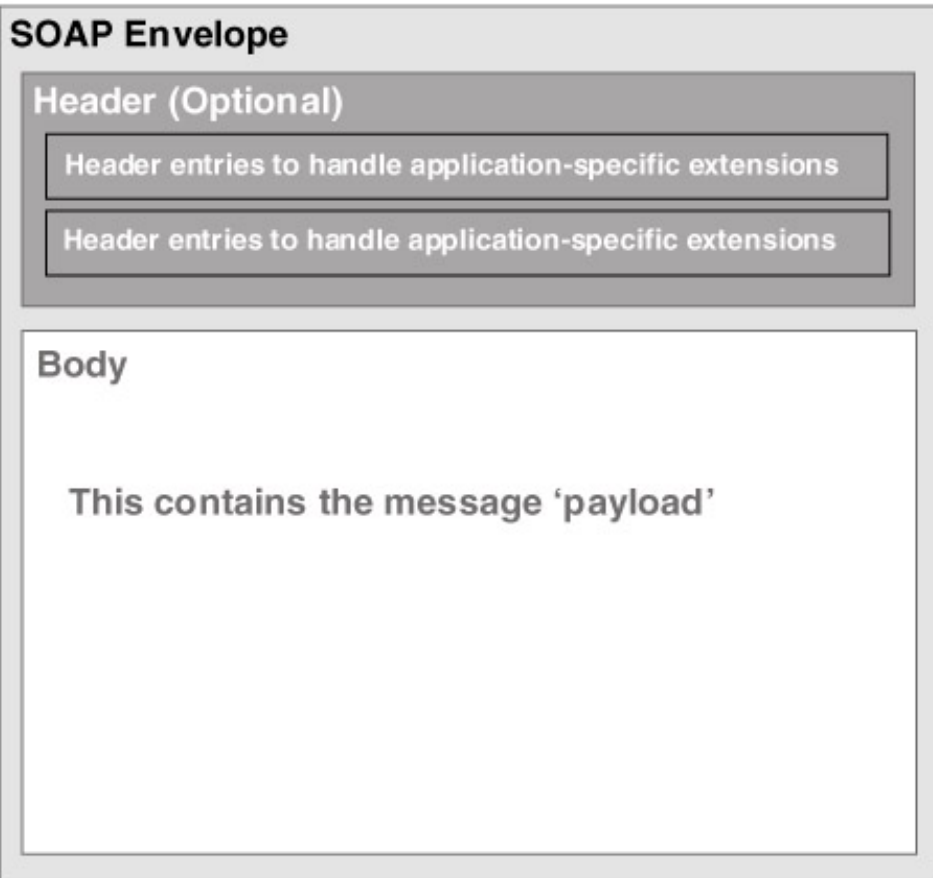 SOAP Envelope
Header (Optional)
Header entries to handle application-specific extensions
Header entries to handle application-specific extensions
Body
This contains the message ‘payload’